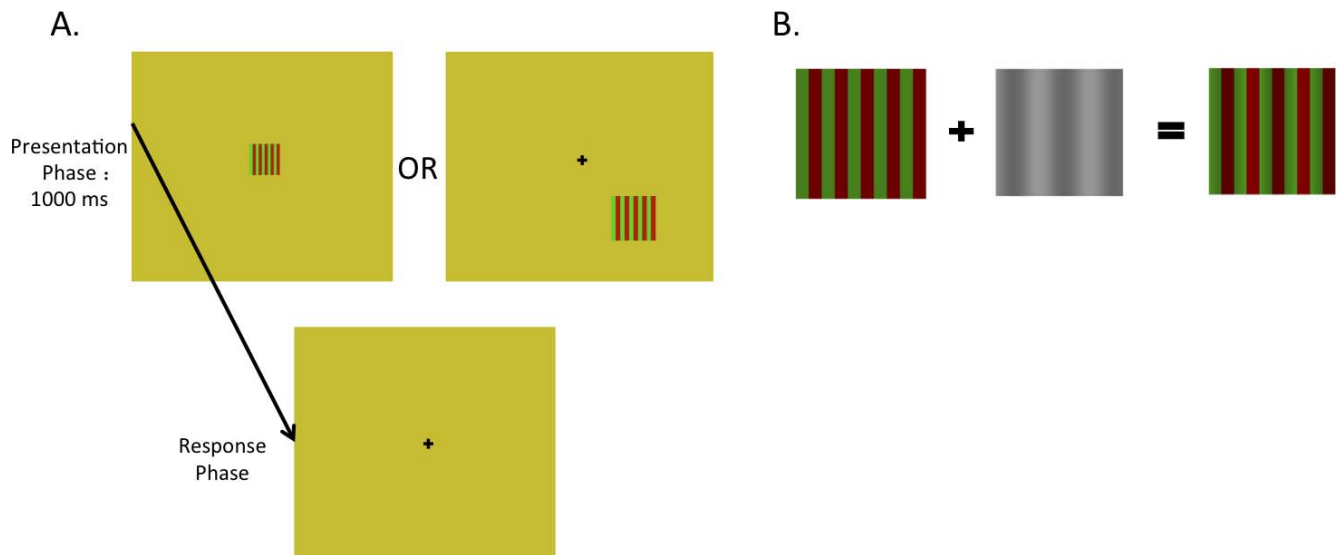 A.
B.
Presentation
Phase :
1000 ms
OR
+
=
Response
Phase